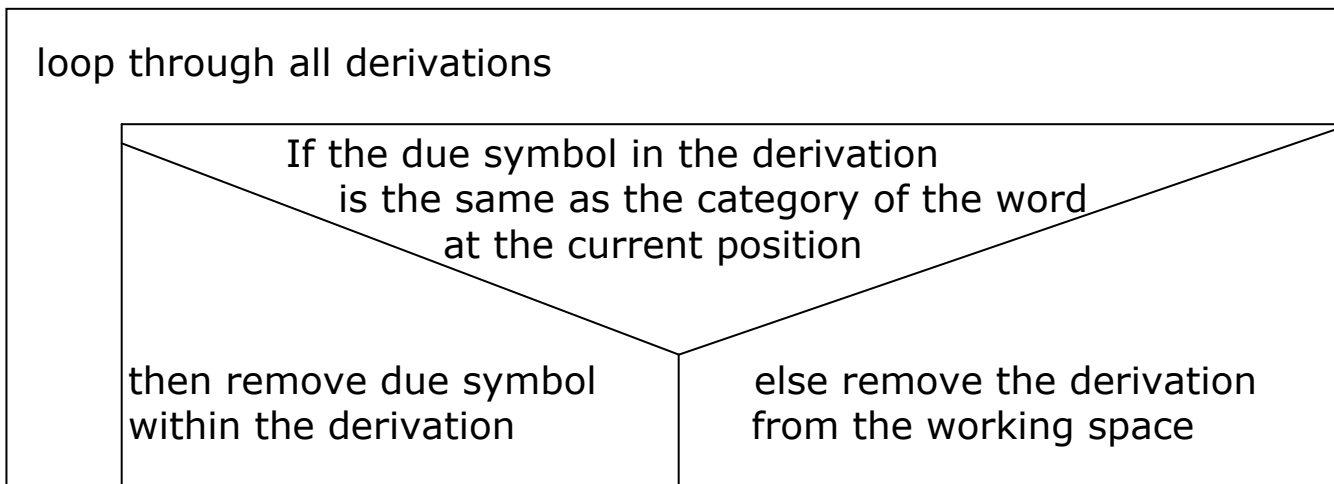 loop through all derivations
If the due symbol in the derivation
is the same as the category of the word
at the current position
then remove due symbol
within the derivation
else remove the derivation
from the working space